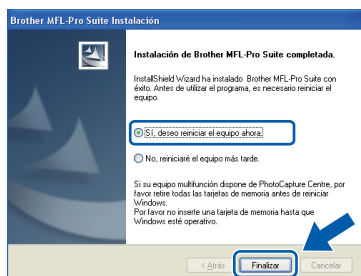 Brother MFL-Pro Suite Instalación
Instalación de Brother MFL-Pro Suite completada.
InstallShield Wizard ha instalado Brother MFL-Pro Suite con
éxito. Antes de utilizar el programa, es necesario reiniciar el
equipo.
Sí, deseo reiniciar el equipo ahora.
No, reiniciaré el equipo más tarde.
Si su equipo multifunción dispone de PhotoCapture Centre, por
favor retire todas las tarjetas de memoria antes de reiniciar
Windows.
Por favor no inserte una tarjeta de memoria hasta que
Windows esté operativo.
< Atrás
Finalizar
Cancelar